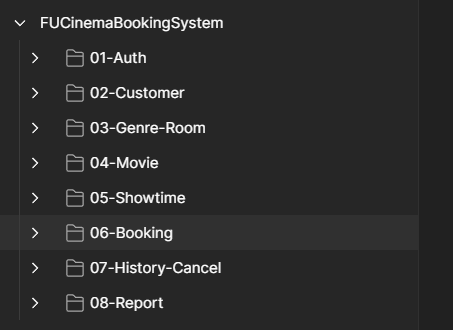 FUCinemaBookingSystem
01-Auth
02-Customer
03-Genre-Room
04-Movie
05-Showtime
06-Booking
07-History-Cancel
08-Report